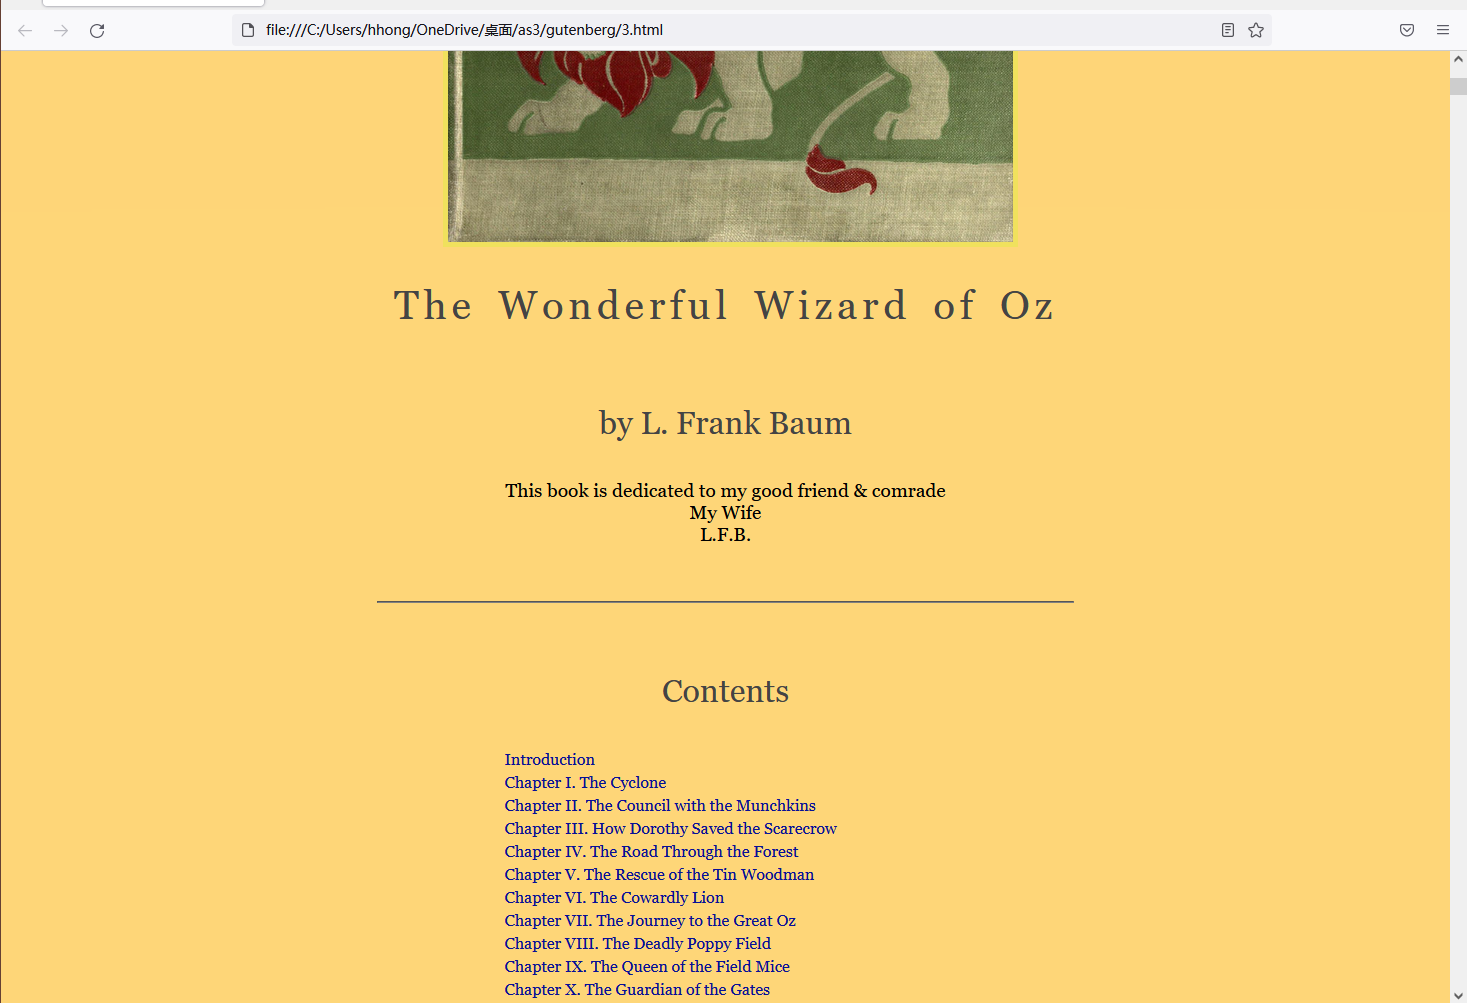 file:///C:/Users/hhong/OneDrive/桌面/as3/gutenberg/3.html
The Wonderful Wizard of Oz
by L. Frank Baum
This book is dedicated to my good friend & comrade
My Wife
L.F.B.
Contents
Introduction
Chapter I. The Cyclone
Chapter II. The Council with the Munchkins
Chapter III. How Dorothy Saved the Scarecrow
Chapter IV. The Road Through the Forest
Chapter V. The Rescue of the Tin Woodman
Chapter VI. The Cowardly Lion
Chapter VII. The Journey to the Great Oz
Chapter VIII. The Deadly Poppy Field
Chapter IX. The Queen of the Field Mice
Chapter X. The Guardian of the Gates